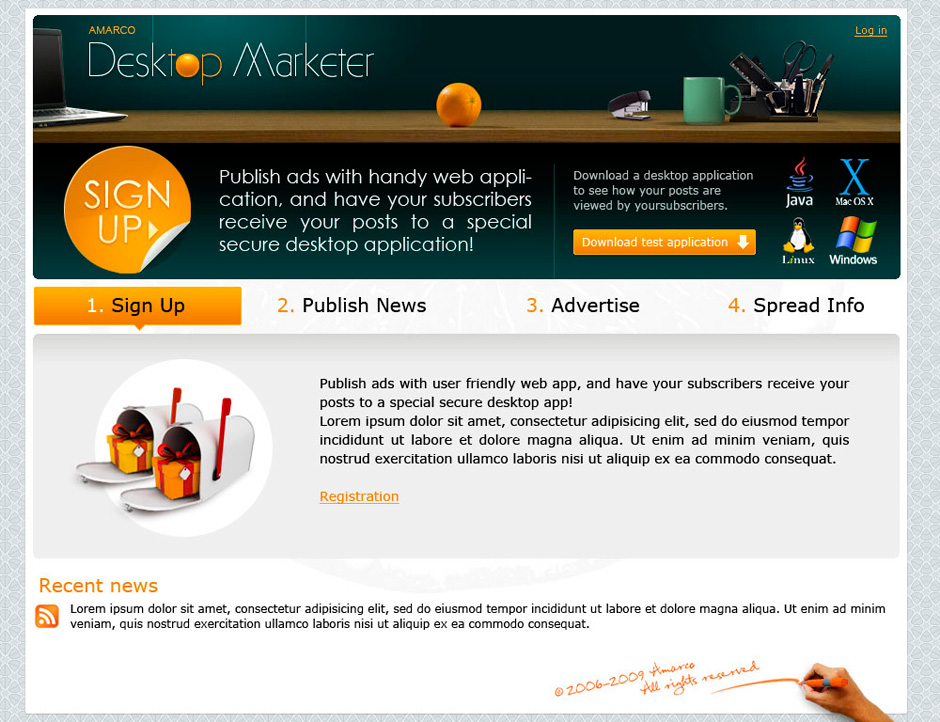 AMARCO
Log in
Desktop Marketer
SIGN
UP
Publish ads with handy web appli-
cation, and have your subscribers
receive your posts to a special
secure desktop application!
Download a desktop application
to see how your posts are
viewed by yoursubscribers.
Download test application
Java
Mac OS X
Linux
Windows
1. Sign Up
2. Publish News
3. Advertise
4. Spread Info
Publish ads with user friendly web app, and have your subscribers receive your
posts to a special secure desktop app!
Lorem ipsum dolor sit amet, consectetur adipisicing elit, sed do eiusmod tempor
incididunt ut labore et dolore magna aliqua. Ut enim ad minim veniam, quis
nostrud exercitation ullamco laboris nisi ut aliquip ex ea commodo consequat.
Registration
Recent news
Lorem ipsum dolor sit amet, consectetur adipisicing elit, sed do eiusmod tempor incididunt ut labore et dolore magna aliqua. Ut enim ad minim
veniam, quis nostrud exercitation ullamco laboris nisi ut aliquip ex ea commodo consequat.
© 2006-2009 Amarco
All rights reserved